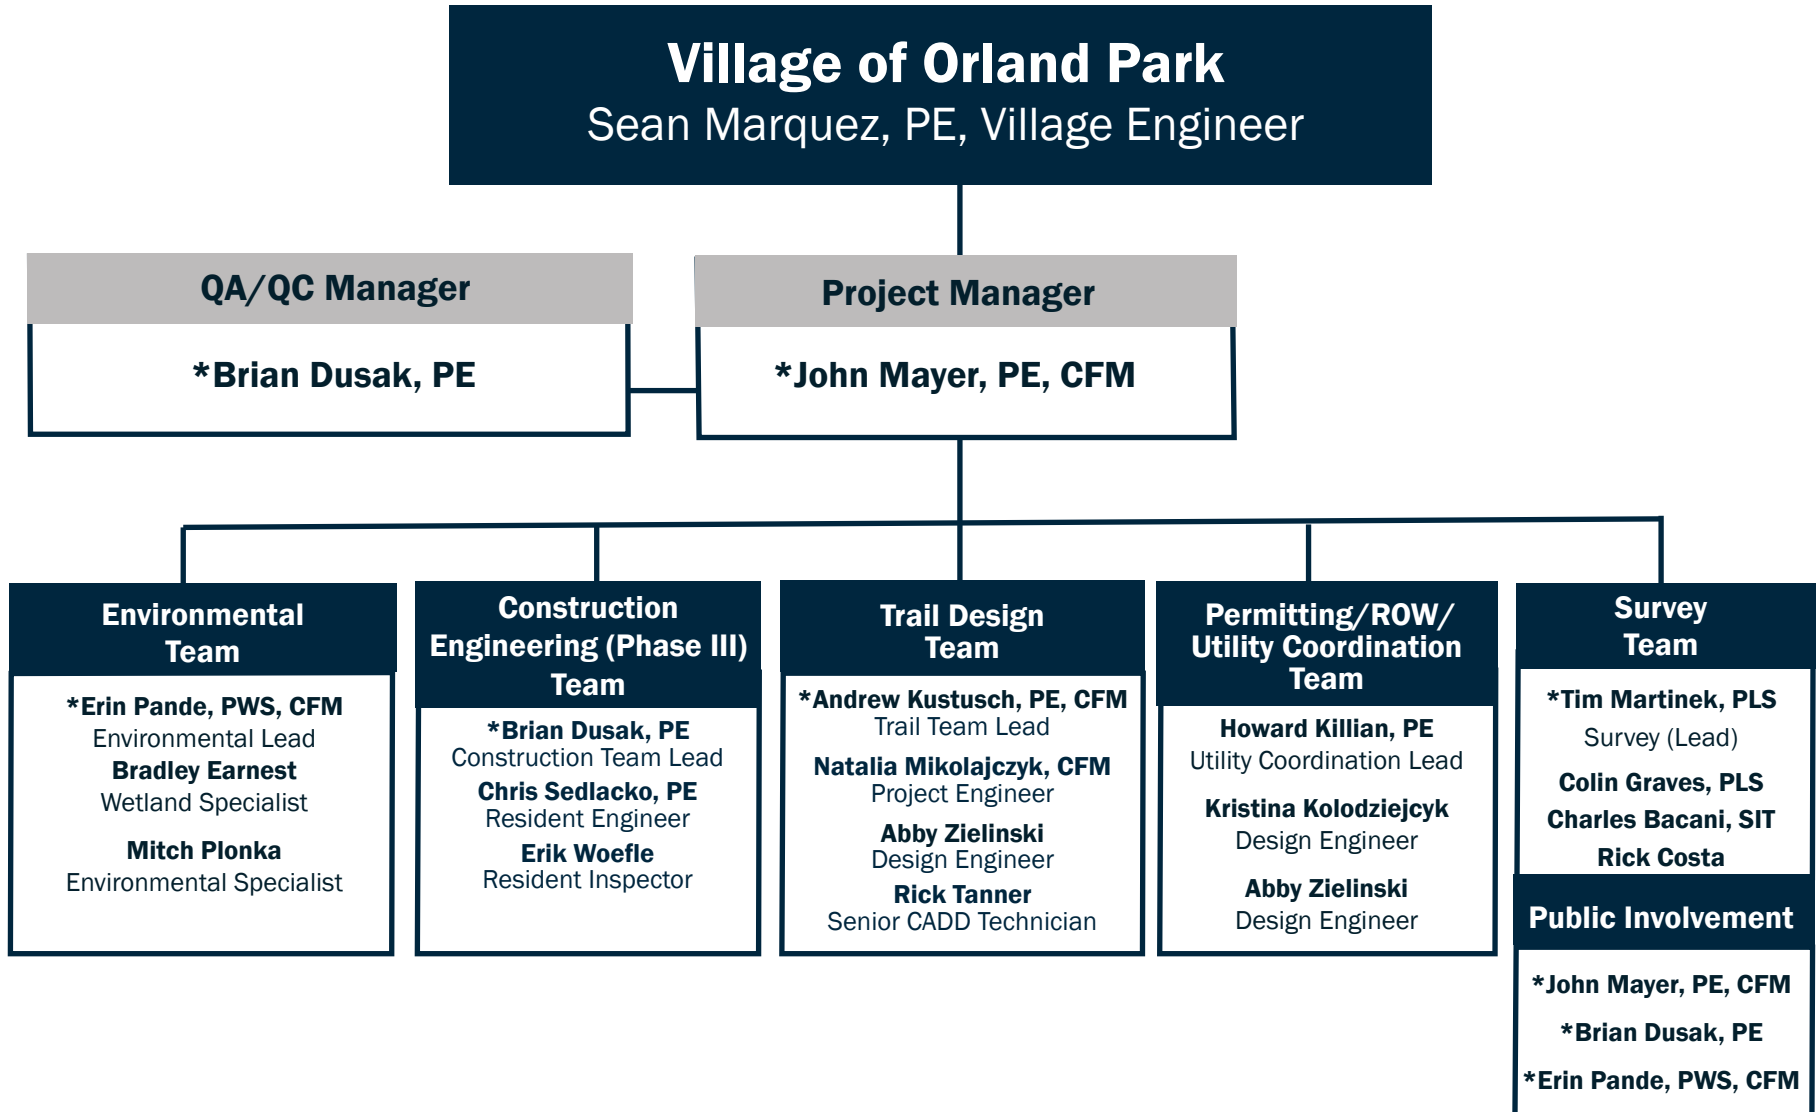 Village of Orland Park
Sean Marquez, PE, Village Engineer
QA/QC Manager
*Brian Dusak, PE
Project Manager
*John Mayer, PE, CFM
Environmental
Team
*Erin Pande, PWS, CFM
Environmental Lead
Bradley Earnest
Wetland Specialist
Mitch Plonka
Environmental Specialist
Construction
Engineering (Phase III)
Team
*Brian Dusak, PE
Construction Team Lead
Chris Sedlacko, PE
Resident Engineer
Erik Woefle
Resident Inspector
Trail Design
Team
*Andrew Kustusch, PE, CFM
Trail Team Lead
Natalia Mikolajczyk, CFM
Project Engineer
Abby Zielinski
Design Engineer
Rick Tanner
Senior CADD Technician
Permitting/ROW/
Utility Coordination
Team
Howard Killian, PE
Utility Coordination Lead
Kristina Kolodziejcyk
Design Engineer
Abby Zielinski
Design Engineer
Survey
Team
*Tim Martinek, PLS
Survey (Lead)
Colin Graves, PLS
Charles Bacani, SIT
Rick Costa
Public Involvement
*John Mayer, PE, CFM
*Brian Dusak, PE
*Erin Pande, PWS, CFM